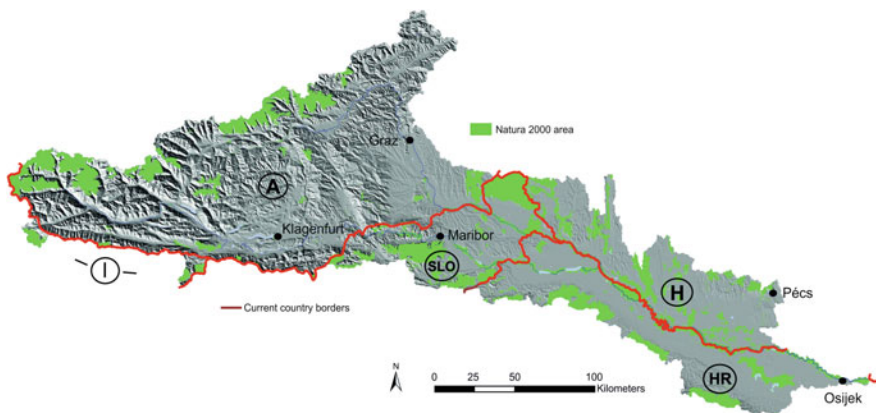 Graz
Natura 2000 area
A
Klagenfurt
Maribor
I
SLO
H
Pécs
Current country borders
N
0 25 50 100
Kilometers
HR
Osijek